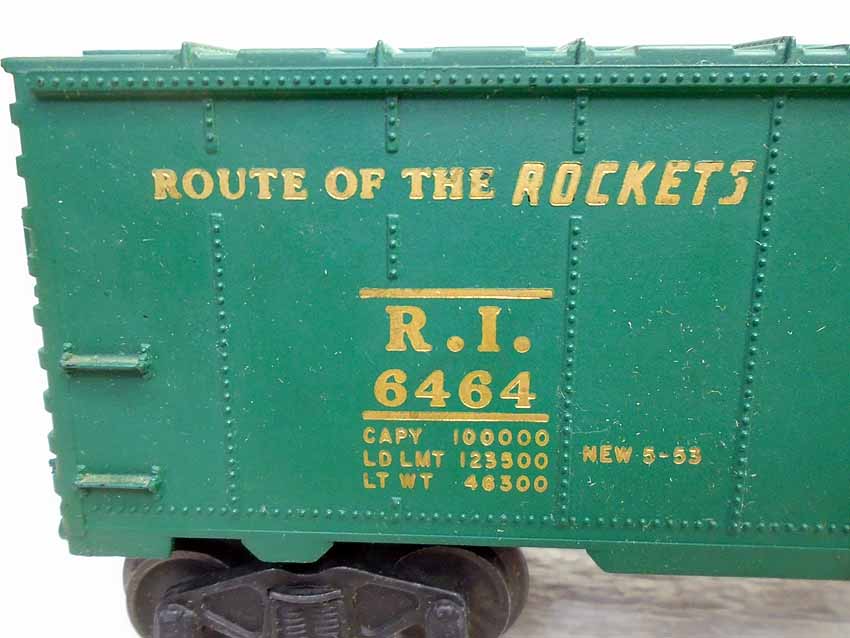 ROUTE OF THE ROCKETS
R.I.
6464
CAPY 100000
LD LMT 123500
LT WT 46300
NEW 5-53